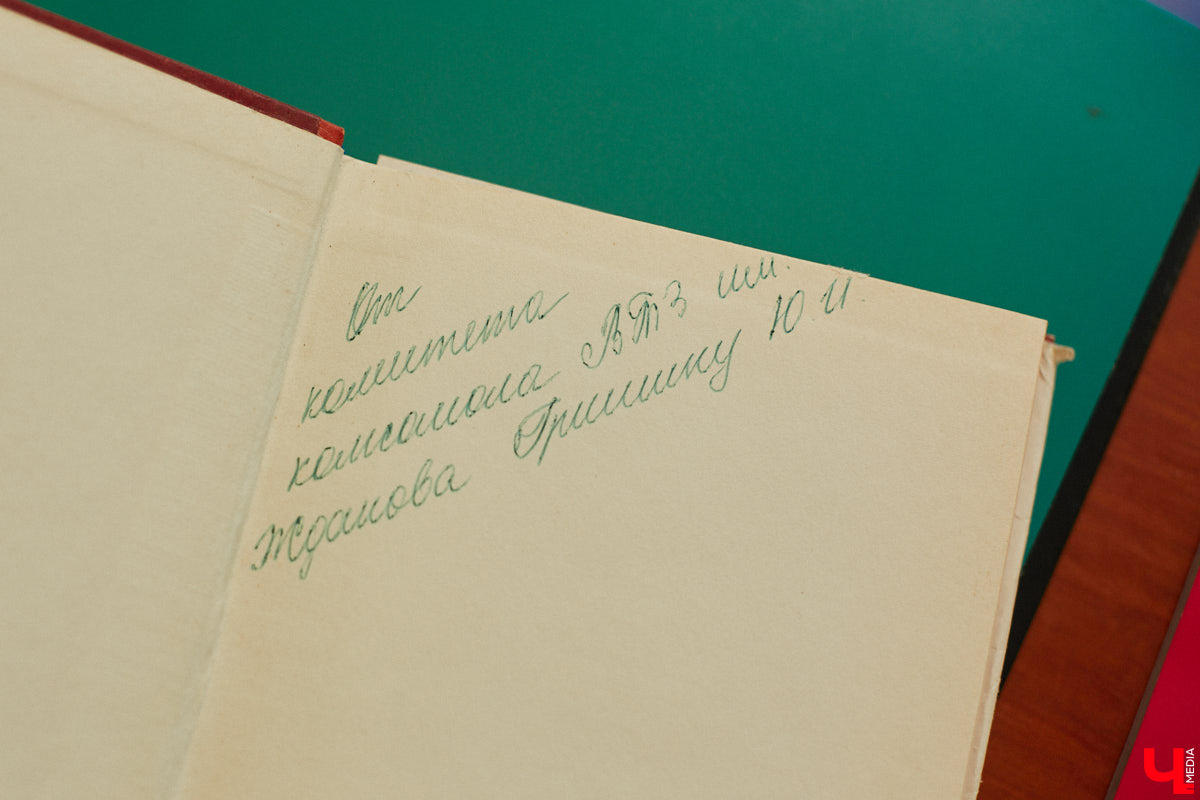 От
комитета
комсомола ВТЗ им.
Жданова Гришину Ю.И
Ч MEDIA